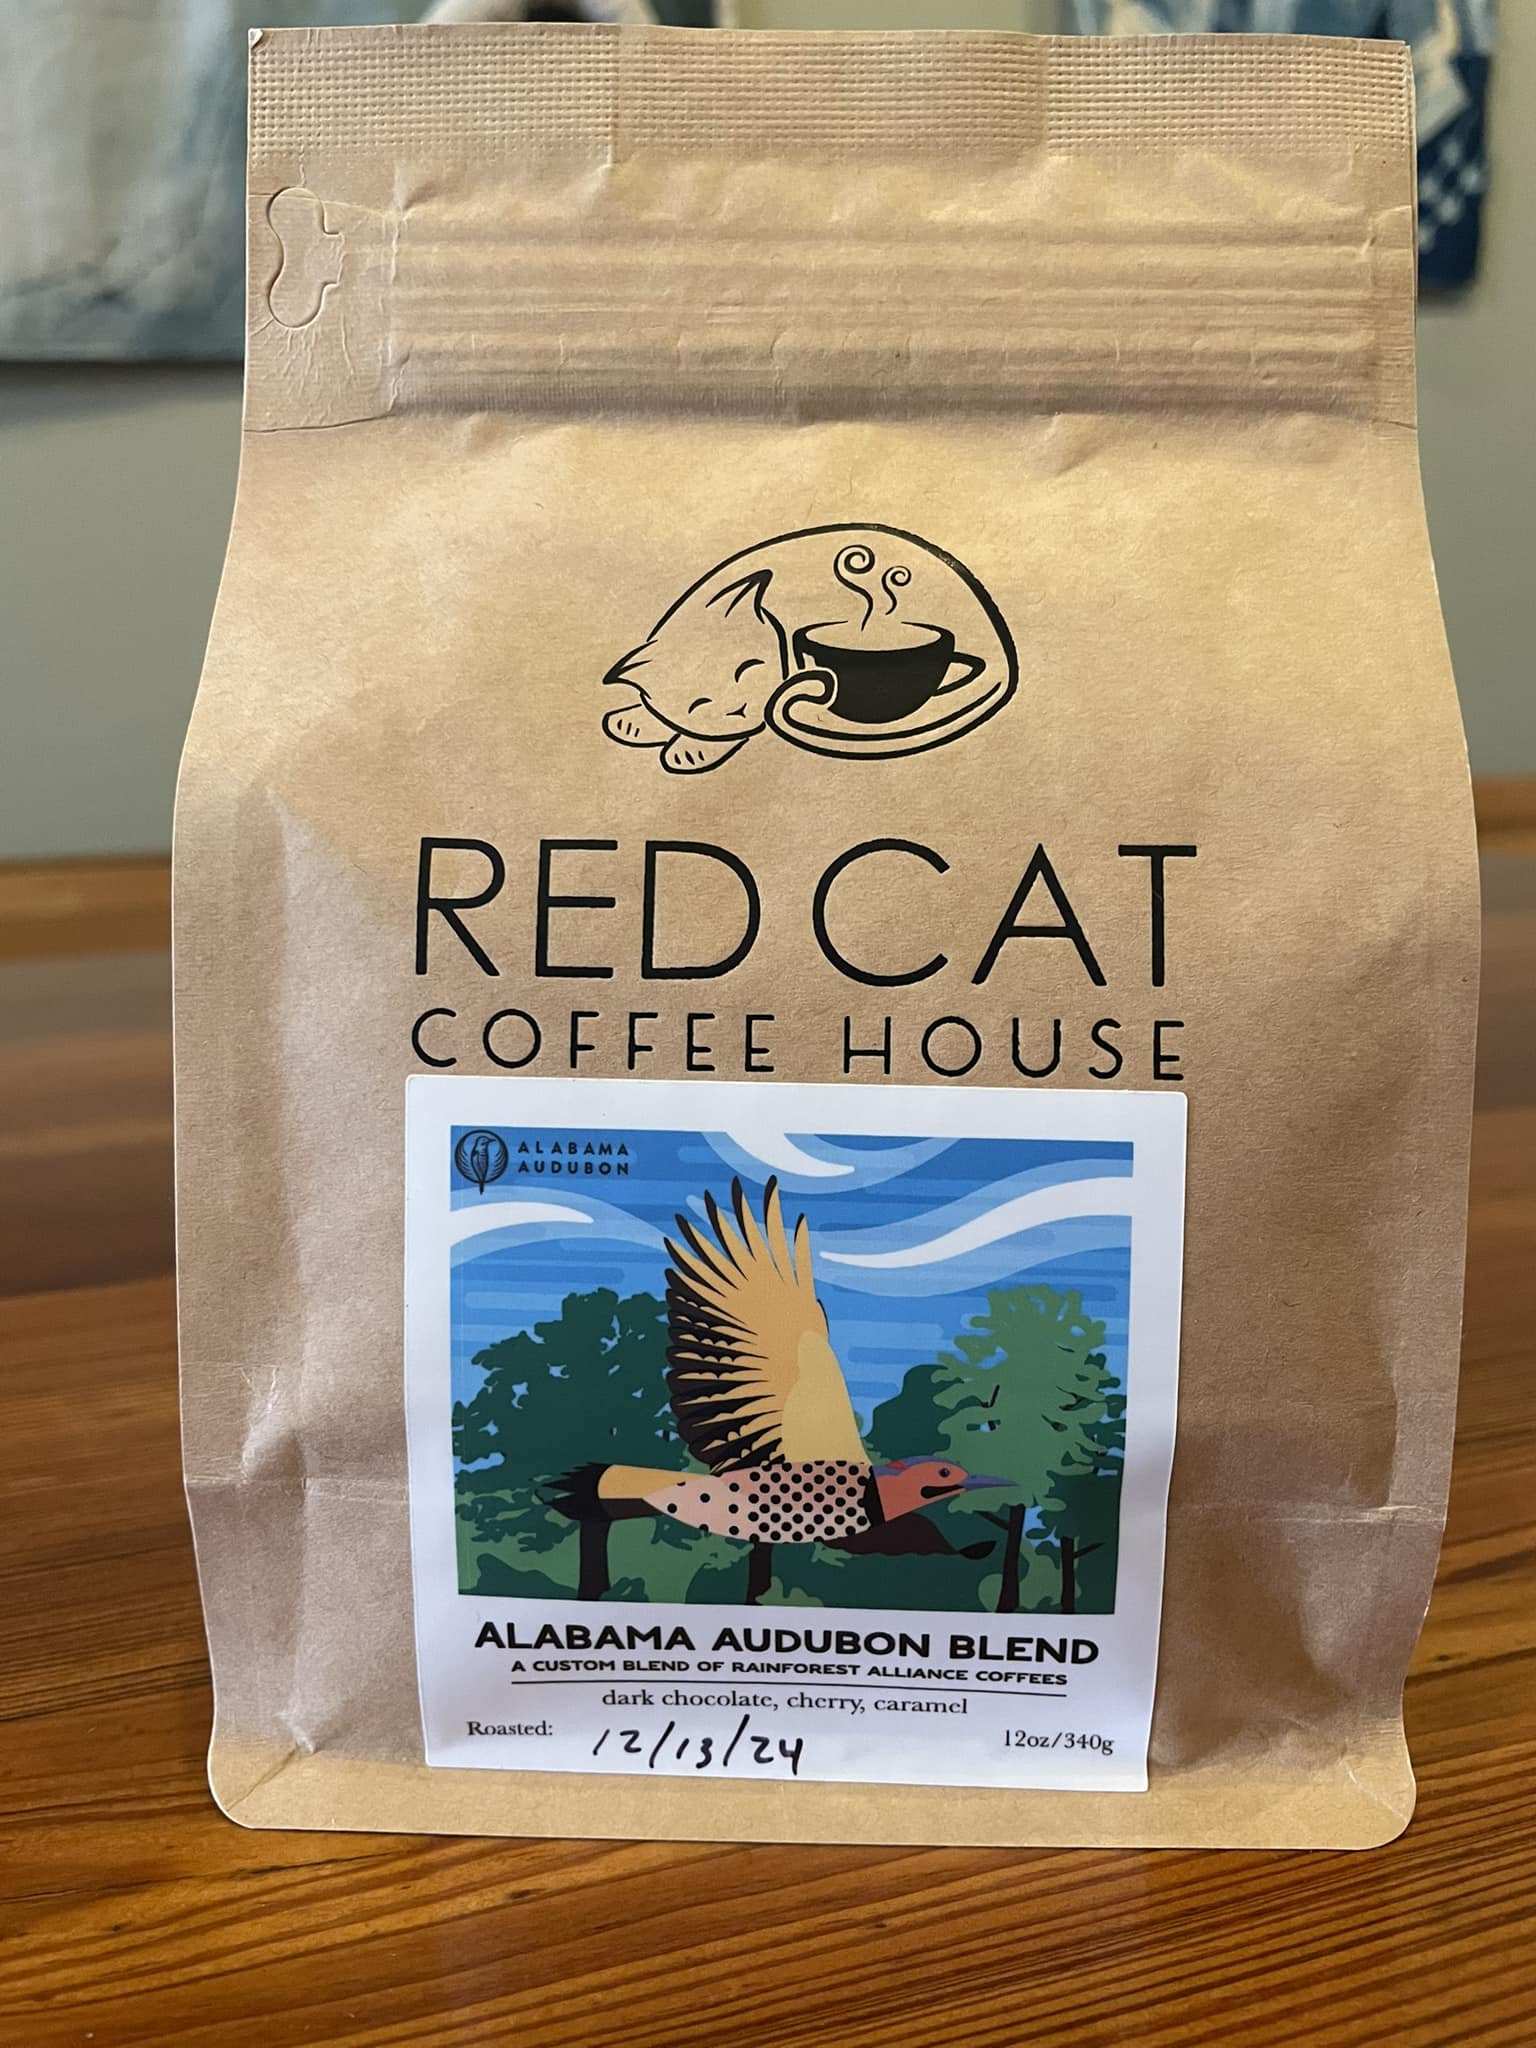 RED CAT
COFFEE HOUSE
ALABAMA
AUDUBON
ALABAMA AUDUBON BLEND
A CUSTOM BLEND OF RAINFOREST ALLIANCE COFFEES
dark chocolate, cherry, caramel
Roasted: 12/13/24 12oz/340g